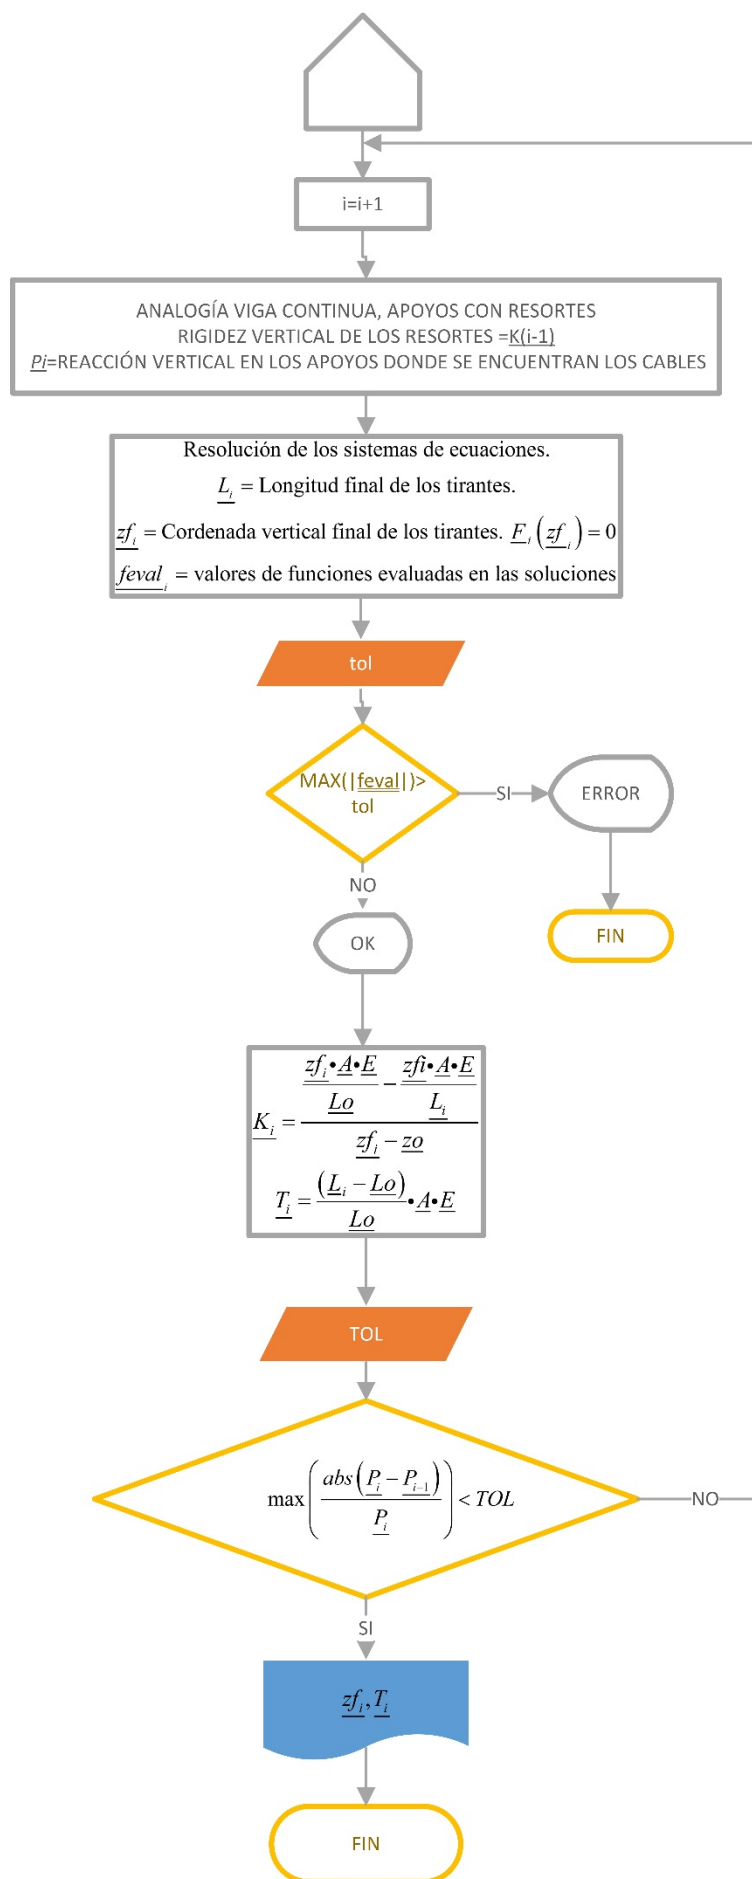 i=i+1
ANALOGÍA VIGA CONTINUA, APOYOS CON RESORTES
RIGIDEZ VERTICAL DE LOS RESORTES =K(i-1)
Pi=REACCIÓN VERTICAL EN LOS APOYOS DONDE SE ENCUENTRAN LOS CABLES
Resolución de los sistemas de ecuaciones.
L_i = Longitud final de los tirantes.
zf_i = Cordenada vertical final de los tirantes. F_i(zf_i) = 0
feval_i = valores de funciones evaluadas en las soluciones
tol
MAX(|feval|)>
tol
SI
ERROR
NO
OK
FIN
K_i = (zf_i•A•E/Lo − zfi•A•E/L_i)/(zf_i − zo)
T_i = (L_i − Lo)/Lo •A•E
TOL
max(abs(P_i − P_{i−1})/P_i) < TOL
NO
SI
zf_i, T_i
FIN